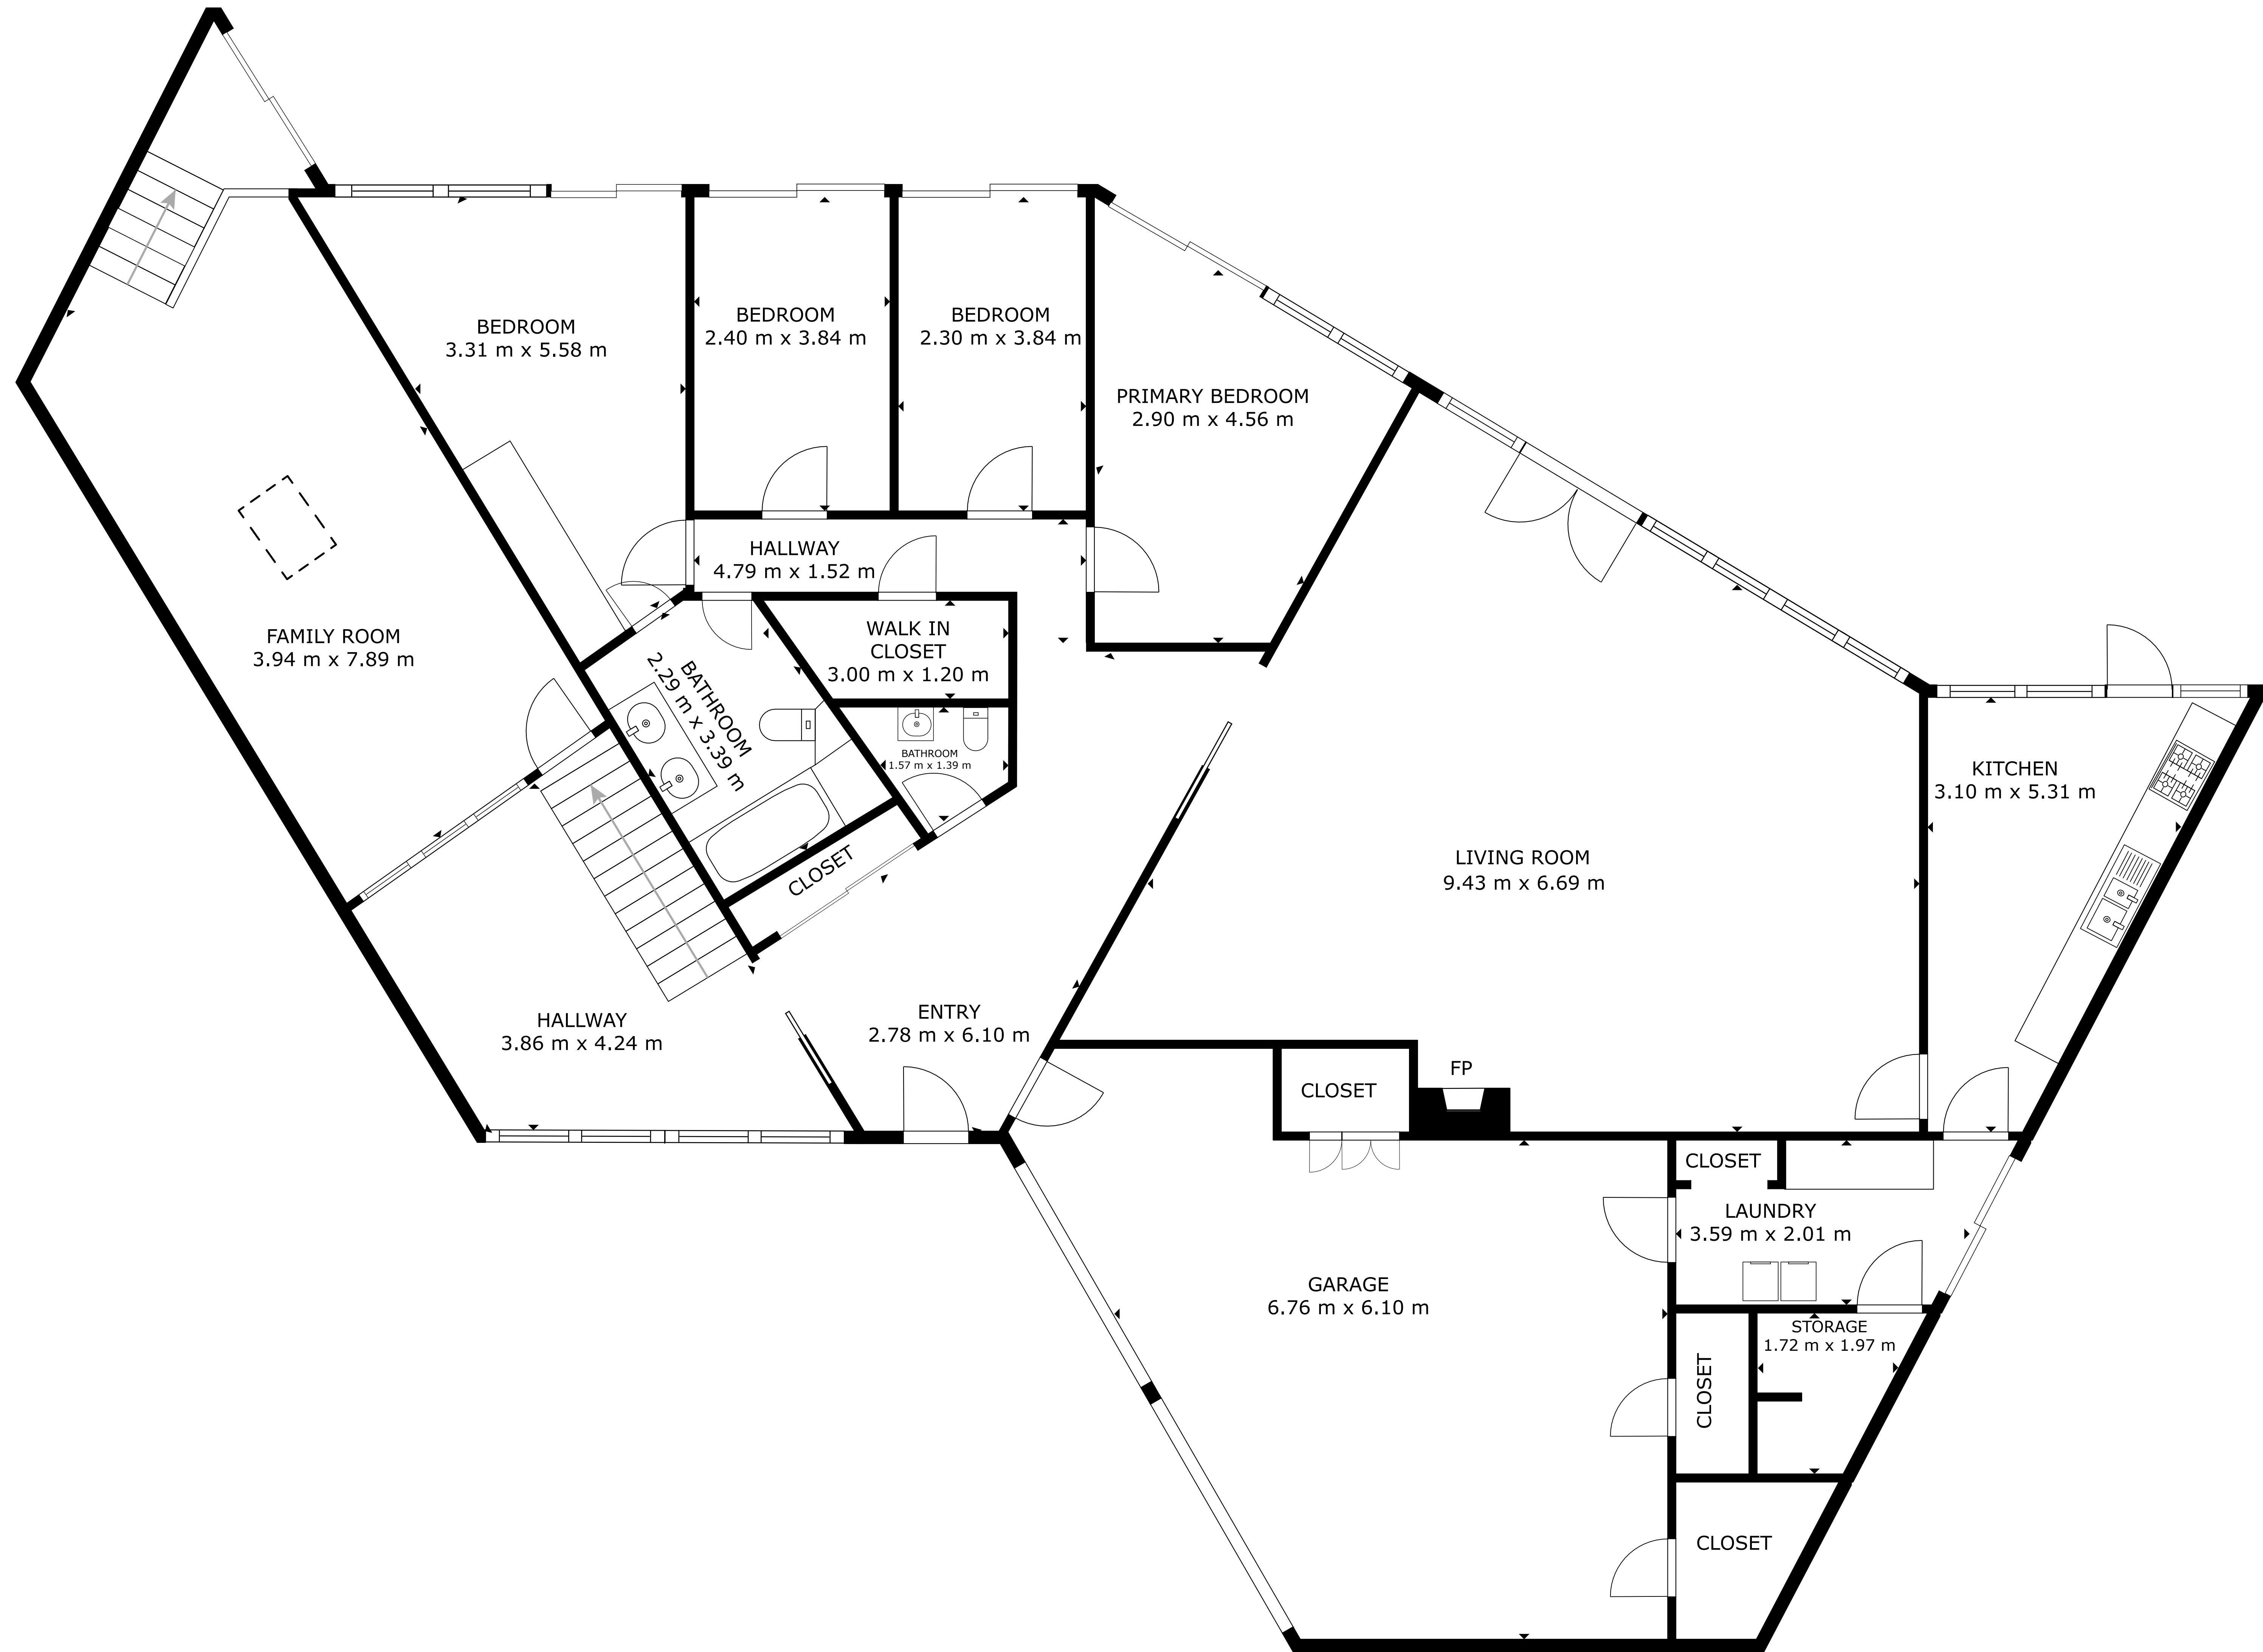 BEDROOM
3.31 m x 5.58 m
BEDROOM
2.40 m x 3.84 m
BEDROOM
2.30 m x 3.84 m
PRIMARY BEDROOM
2.90 m x 4.56 m
HALLWAY
4.79 m x 1.52 m
FAMILY ROOM
3.94 m x 7.89 m
WALK IN
CLOSET
3.00 m x 1.20 m
BATHROOM
2.29 m x 3.39 m
BATHROOM
1.57 m x 1.39 m
CLOSET
KITCHEN
3.10 m x 5.31 m
LIVING ROOM
9.43 m x 6.69 m
HALLWAY
3.86 m x 4.24 m
ENTRY
2.78 m x 6.10 m
CLOSET
FP
CLOSET
LAUNDRY
3.59 m x 2.01 m
GARAGE
6.76 m x 6.10 m
STORAGE
1.72 m x 1.97 m
CLOSET
CLOSET